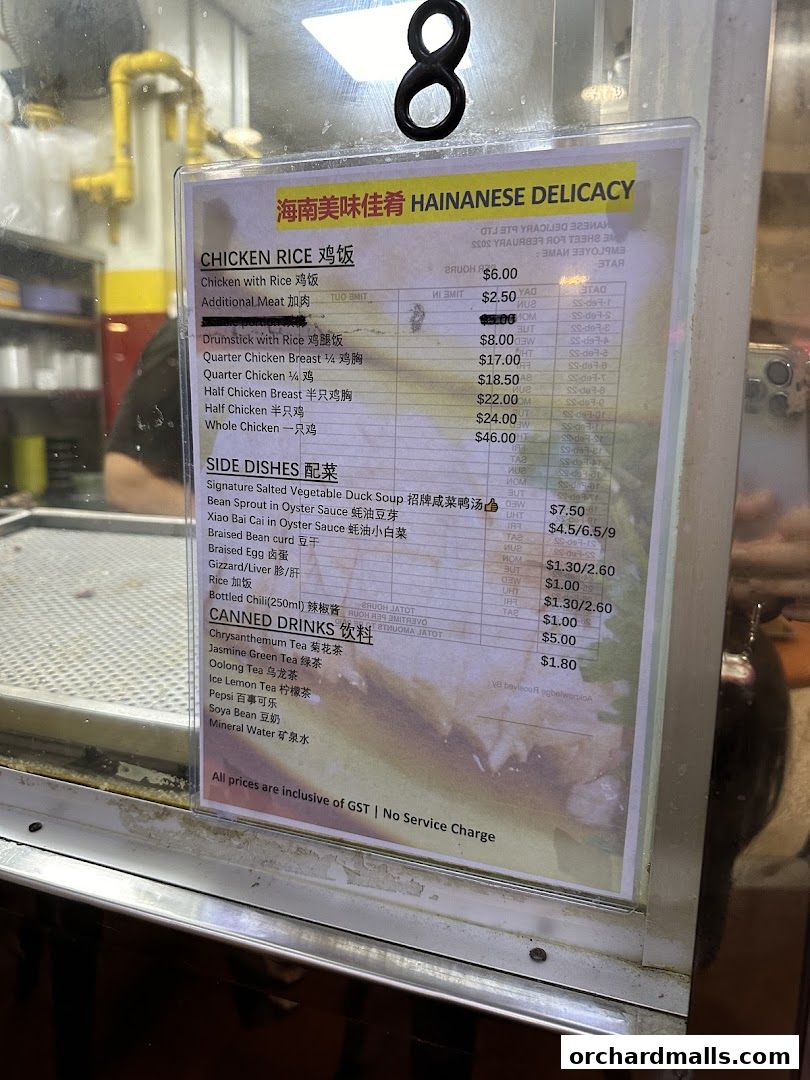 8
海南美味佳肴 HAINANESE DELICACY
CHICKEN RICE 鸡饭
Chicken with Rice 鸡饭 $6.00
Additional Meat 加肉 $2.50
$5.00
Drumstick with Rice 鸡腿饭 $8.00
Quarter Chicken Breast ¼ 鸡胸 $17.00
Quarter Chicken ¼ 鸡 $18.50
Half Chicken Breast 半只鸡胸 $22.00
Half Chicken 半只鸡 $24.00
Whole Chicken 一只鸡 $46.00
SIDE DISHES 配菜
Signature Salted Vegetable Duck Soup 招牌咸菜鸭汤👍 $7.50
Bean Sprout in Oyster Sauce 蚝油豆芽 $4.5/6.5/9
Xiao Bai Cai in Oyster Sauce 蚝油小白菜
Braised Bean curd 豆干 $1.30/2.60
Braised Egg 卤蛋 $1.00
Gizzard/Liver 胗/肝 $1.30/2.60
Rice 加饭 $1.00
Bottled Chili(250ml) 辣椒酱 $5.00
CANNED DRINKS 饮料
$1.80
Chrysanthemum Tea 菊花茶
Jasmine Green Tea 绿茶
Oolong Tea 乌龙茶
Ice Lemon Tea 柠檬茶
Pepsi 百事可乐
Soya Bean 豆奶
Mineral Water 矿泉水
All prices are inclusive of GST | No Service Charge
orchardmalls.com